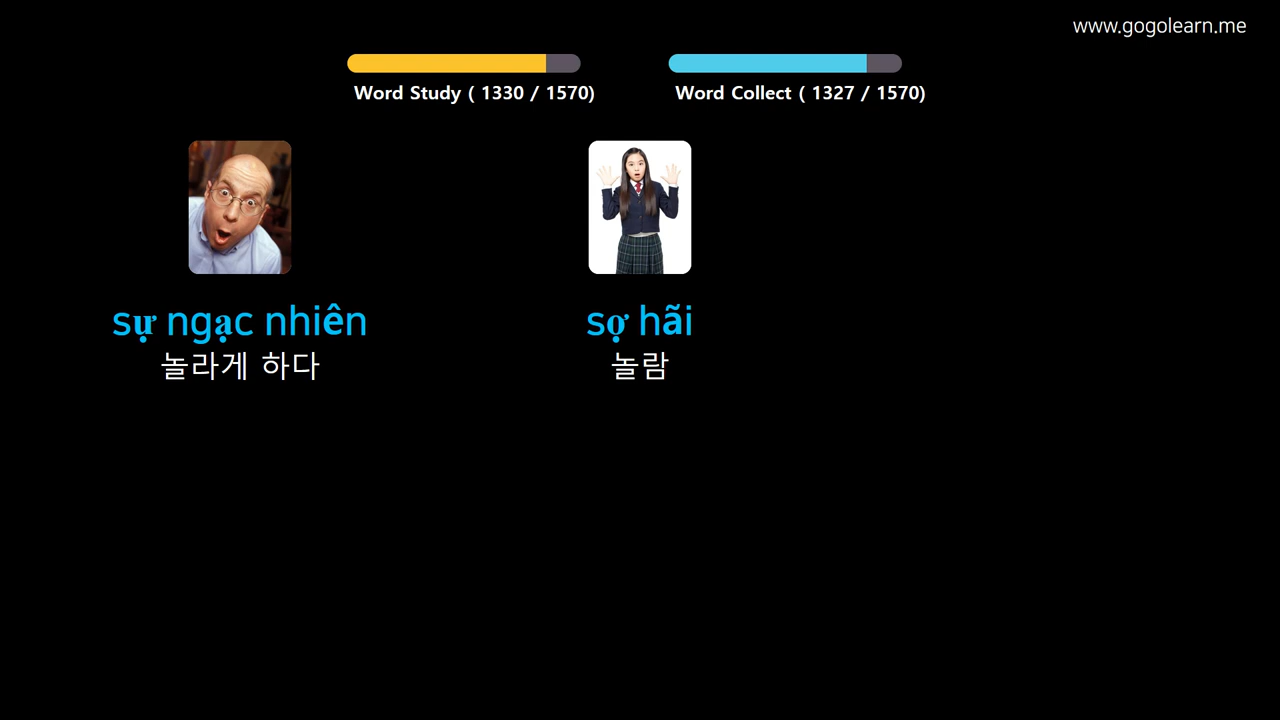 www.gogolearn.me
Word Study ( 1330 / 1570)
Word Collect ( 1327 / 1570)
sự ngạc nhiên
놀라게 하다
sợ hãi
놀람